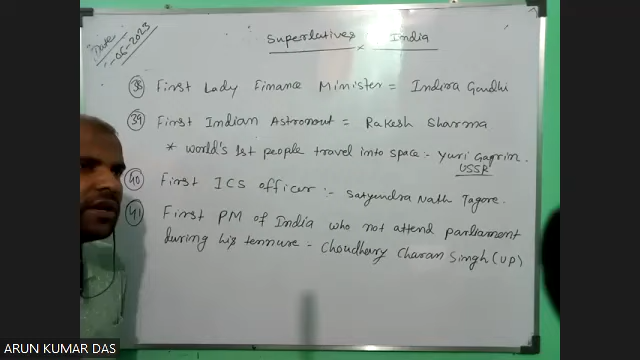 Date
-06-2023
Superlatives India
38 First Lady Finance Minister = Indira Gandhi
39 First Indian Astronout = Rakesh Sharma
* world's 1st people travel into space :- Yuri Gagrin.
USSR
40 First ICS officer :- Satyendra Nath Tagore.
41 First PM of India who not attend parliament
during his tennure - Choudhary Charan Singh (UP)
ARUN KUMAR DAS